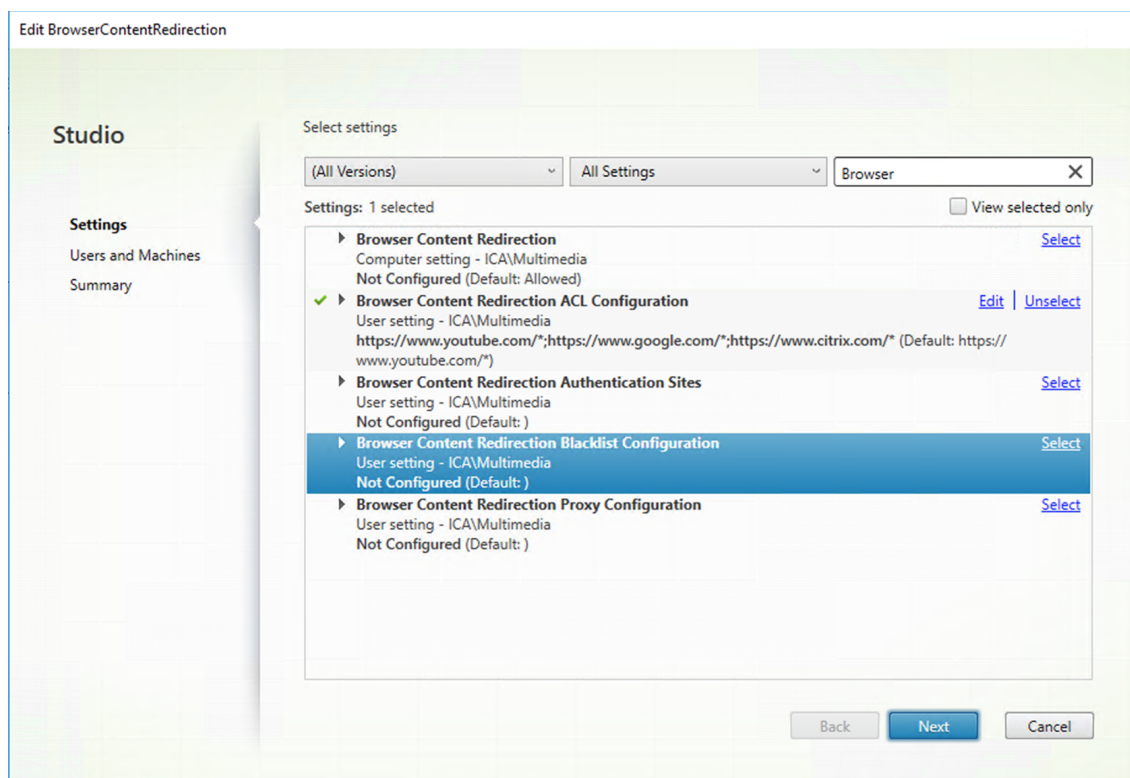 Edit BrowserContentRedirection
Studio
Settings
Users and Machines
Summary
Select settings
(All Versions)
All Settings
Browser
Settings: 1 selected
View selected only
Browser Content Redirection
Select
Computer setting - ICA\Multimedia
Not Configured (Default: Allowed)
Browser Content Redirection ACL Configuration
Edit | Unselect
User setting - ICA\Multimedia
https://www.youtube.com/*;https://www.google.com/*;https://www.citrix.com/* (Default: https://
www.youtube.com/*)
Browser Content Redirection Authentication Sites
Select
User setting - ICA\Multimedia
Not Configured (Default: )
Browser Content Redirection Blacklist Configuration
Select
User setting - ICA\Multimedia
Not Configured (Default: )
Browser Content Redirection Proxy Configuration
Select
User setting - ICA\Multimedia
Not Configured (Default: )
Back
Next
Cancel